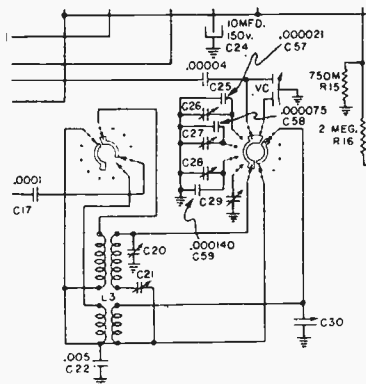 10MFD.
150V.
C24
.000021
C57
.00004
C25
VC
750M
R15
C26
.000075
C58
C27
2 MEG.
R16
C28
.0001
C17
C29
.000140
C59
C20
C21
L3
C30
.005
C22